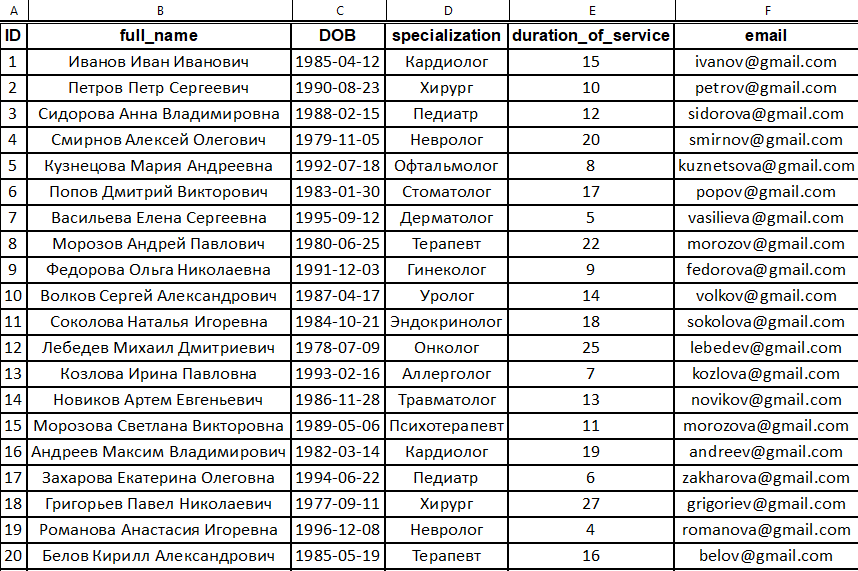 A B C D E F
ID full_name DOB specialization duration_of_service email
1 Иванов Иван Иванович 1985-04-12 Кардиолог 15 ivanov@gmail.com
2 Петров Петр Сергеевич 1990-08-23 Хирург 10 petrov@gmail.com
3 Сидорова Анна Владимировна 1988-02-15 Педиатр 12 sidorova@gmail.com
4 Смирнов Алексей Олегович 1979-11-05 Невролог 20 smirnov@gmail.com
5 Кузнецова Мария Андреевна 1992-07-18 Офтальмолог 8 kuznetsova@gmail.com
6 Попов Дмитрий Викторович 1983-01-30 Стоматолог 17 popov@gmail.com
7 Васильева Елена Сергеевна 1995-09-12 Дерматолог 5 vasilieva@gmail.com
8 Морозов Андрей Павлович 1980-06-25 Терапевт 22 morozov@gmail.com
9 Федорова Ольга Николаевна 1991-12-03 Гинеколог 9 fedorova@gmail.com
10 Волков Сергей Александрович 1987-04-17 Уролог 14 volkov@gmail.com
11 Соколова Наталья Игоревна 1984-10-21 Эндокринолог 18 sokolova@gmail.com
12 Лебедев Михаил Дмитриевич 1978-07-09 Онколог 25 lebedev@gmail.com
13 Козлова Ирина Павловна 1993-02-16 Аллерголог 7 kozlova@gmail.com
14 Новиков Артем Евгеньевич 1986-11-28 Травматолог 13 novikov@gmail.com
15 Морозова Светлана Викторовна 1989-05-06 Психотерапевт 11 morozova@gmail.com
16 Андреев Максим Владимирович 1982-03-14 Кардиолог 19 andreev@gmail.com
17 Захарова Екатерина Олеговна 1994-06-22 Педиатр 6 zakharova@gmail.com
18 Григорьев Павел Николаевич 1977-09-11 Хирург 27 grigoriev@gmail.com
19 Романова Анастасия Игоревна 1996-12-08 Невролог 4 romanova@gmail.com
20 Белов Кирилл Александрович 1985-05-19 Терапевт 16 belov@gmail.com